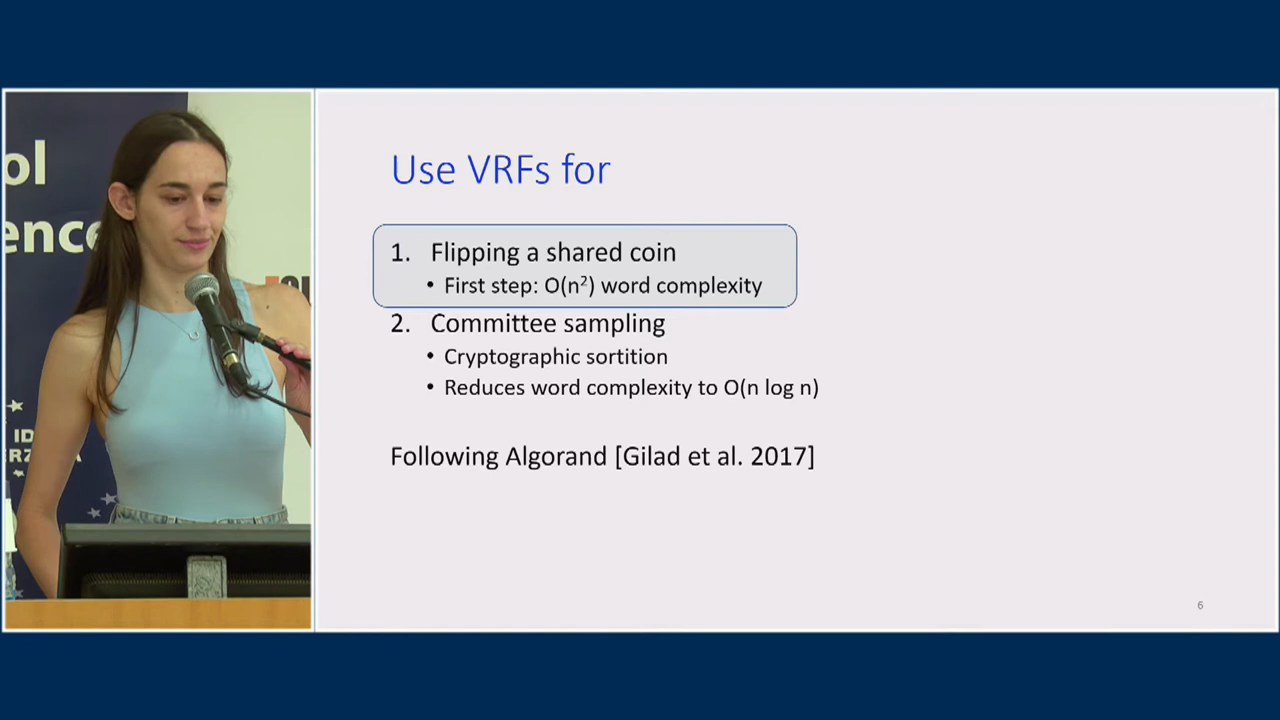 ol
ence
ID
Use VRFs for
1. Flipping a shared coin
• First step: O(n²) word complexity
2. Committee sampling
• Cryptographic sortition
• Reduces word complexity to O(n log n)
Following Algorand [Gilad et al. 2017]
6